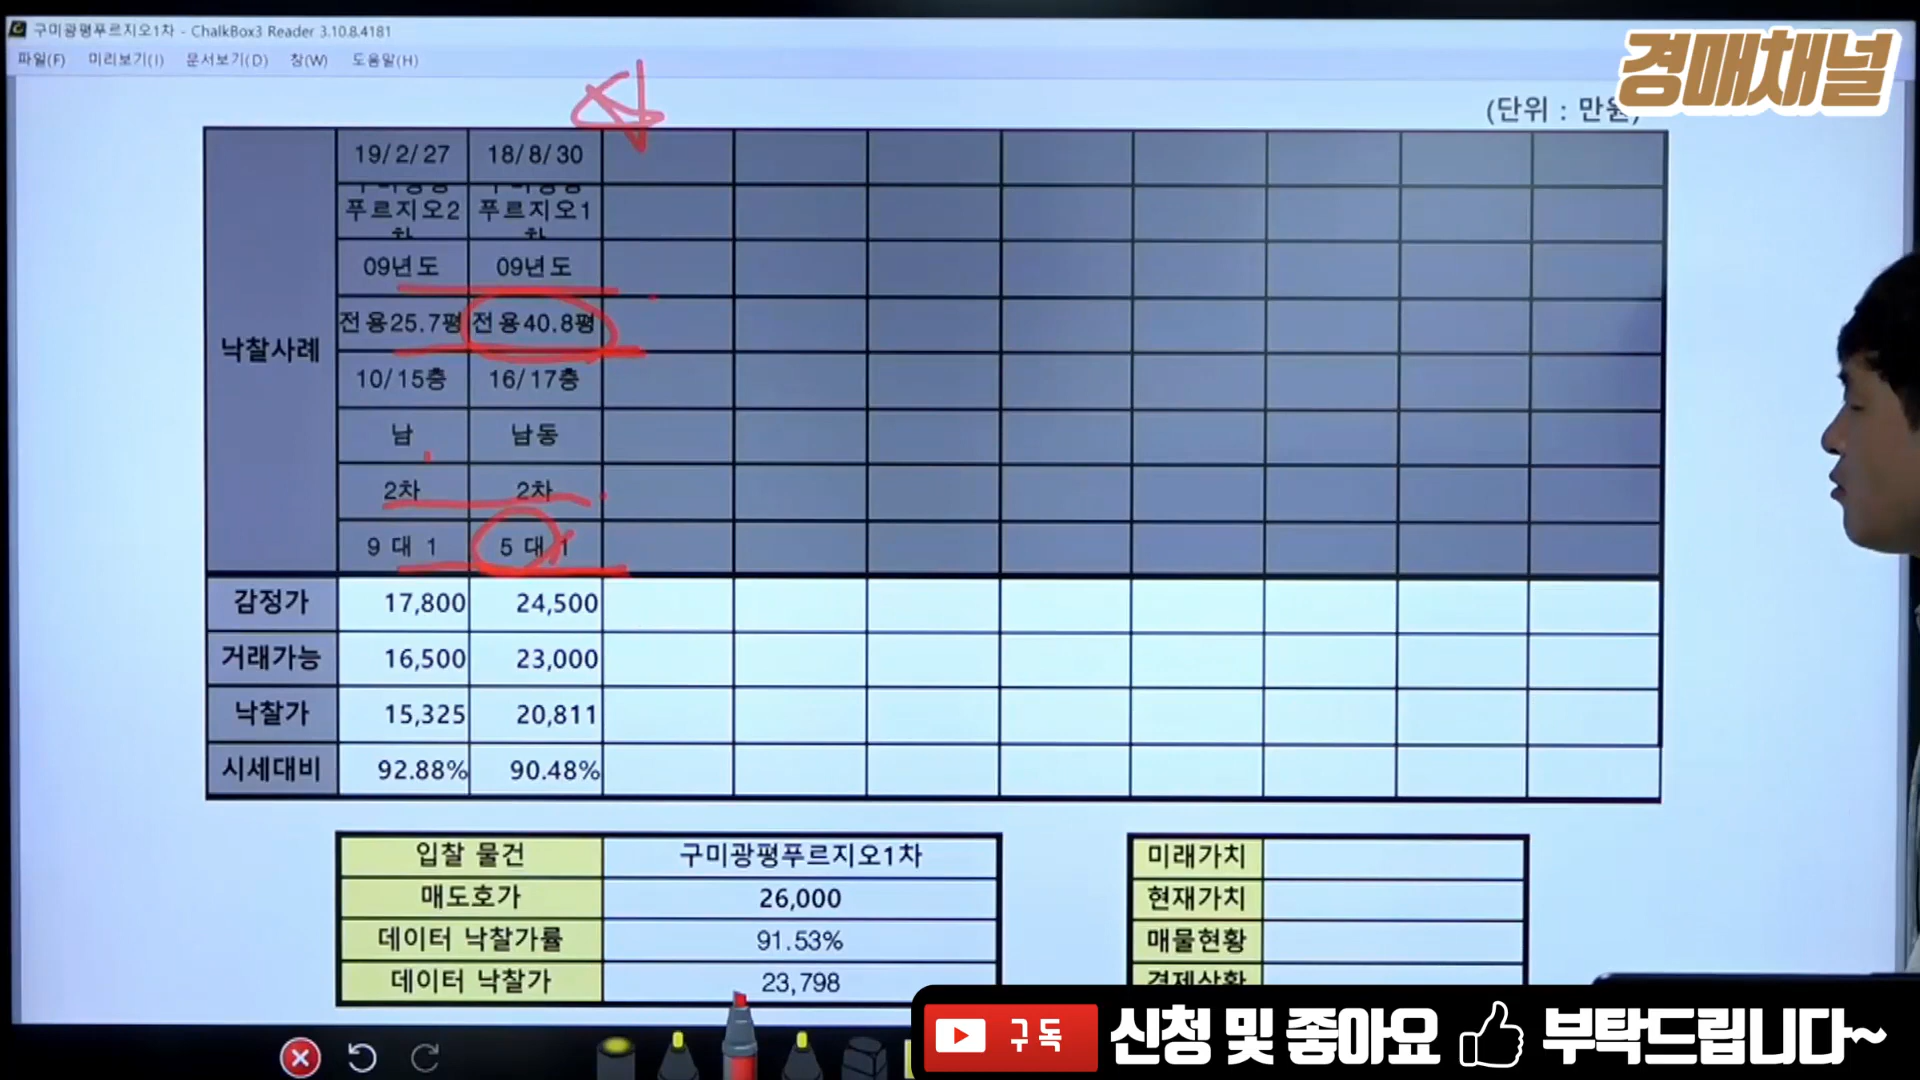 구미광평푸르지오1차 - ChalkBox3 Reader 3.10.8.4181
파일(F) 미리보기(I) 문서보기(D) 창(W) 도움말(H)
경매채널
(단위 : 만원)
낙찰사례
19/2/27 18/8/30
푸르지오2 푸르지오1
차 차
09년도 09년도
전용25.7평 전용40.8평
10/15층 16/17층
남 남동
2차 2차
9 대 1 5 대 1
감정가 17,800 24,500
거래가능 16,500 23,000
낙찰가 15,325 20,811
시세대비 92.88% 90.48%
입찰 물건 구미광평푸르지오1차
매도호가 26,000
데이터 낙찰가률 91.53%
데이터 낙찰가 23,798
미래가치
현재가치
매물현황
경제상황
구독 신청 및 좋아요 부탁드립니다~